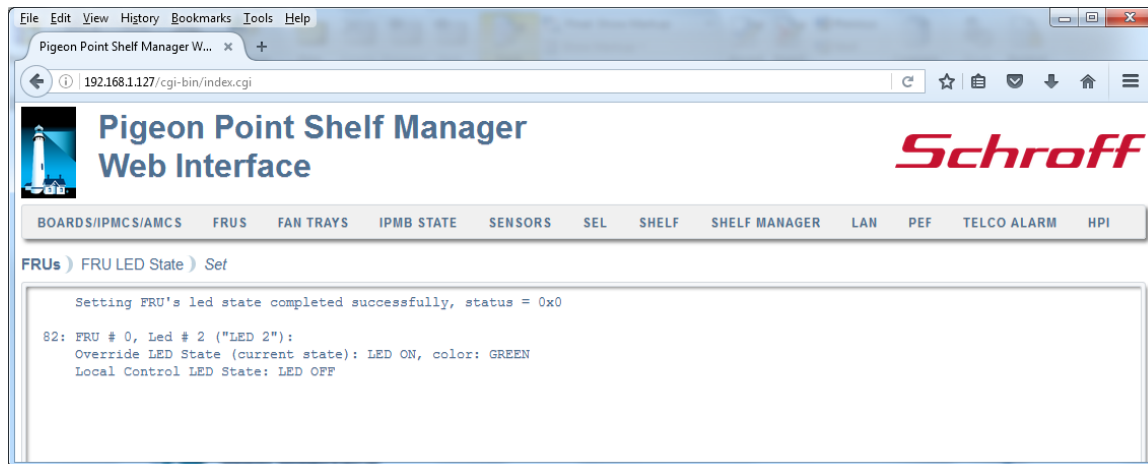 File Edit View History Bookmarks Tools Help
Pigeon Point Shelf Manager W... × +
192.168.1.127/cgi-bin/index.cgi
Pigeon Point Shelf Manager
Web Interface
Schroff
BOARDS/IPMCS/AMCS FRUS FAN TRAYS IPMB STATE SENSORS SEL SHELF SHELF MANAGER LAN PEF TELCO ALARM HPI
FRUs ) FRU LED State ) Set
Setting FRU's led state completed successfully, status = 0x0
82: FRU # 0, Led # 2 ("LED 2"):
Override LED State (current state): LED ON, color: GREEN
Local Control LED State: LED OFF